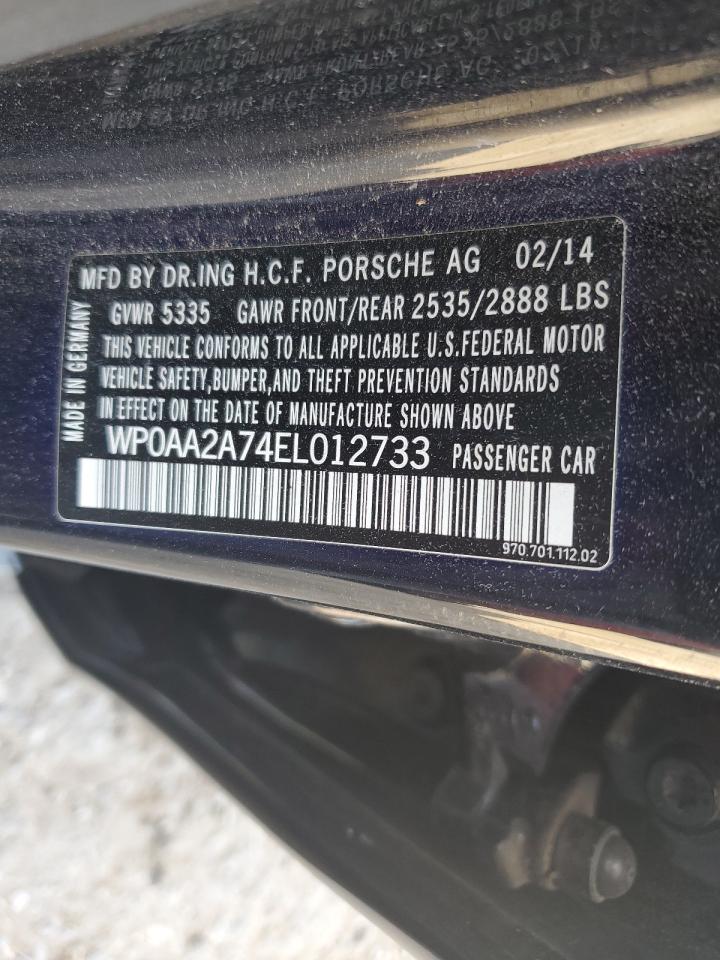 MFD BY DR.ING H.C.F. PORSCHE AG 02/14
GVWR 5335 GAWR FRONT/REAR 2535/2888 LBS
THIS VEHICLE CONFORMS TO ALL APPLICABLE U.S.FEDERAL MOTOR
VEHICLE SAFETY,BUMPER,AND THEFT PREVENTION STANDARDS
IN EFFECT ON THE DATE OF MANUFACTURE SHOWN ABOVE
WP0AA2A74EL012733 PASSENGER CAR
970.701.112.02
MADE IN GERMANY